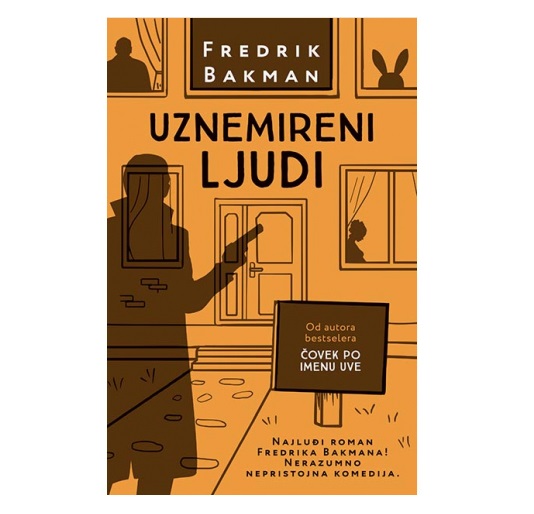 FREDRIK
BAKMAN
UZNEMIRENI
LJUDI
Od autora
bestselera
ČOVEK PO
IMENU UVE
NAJLUĐI ROMAN
FREDRIKA BAKMANA!
NERAZUMNO
NEPRISTOJNA KOMEDIJA.